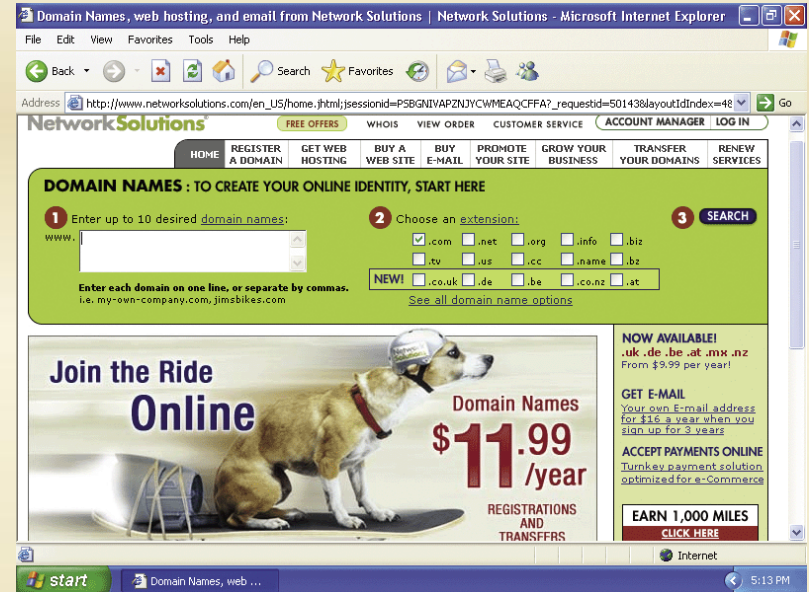 Domain Names, web hosting, and email from Network Solutions | Network Solutions - Microsoft Internet Explorer
File Edit View Favorites Tools Help
Back Search Favorites
Address http://www.networksolutions.com/en_US/home.jhtml;jsessionid=PSBGNIVAPZNJYCWMEAQCFFA?_requestid=50143&layoutIdIndex=48 Go
NetworkSolutions FREE OFFERS WHOIS VIEW ORDER CUSTOMER SERVICE ACCOUNT MANAGER LOG IN
HOME REGISTER A DOMAIN GET WEB HOSTING BUY A WEB SITE BUY E-MAIL PROMOTE YOUR SITE GROW YOUR BUSINESS TRANSFER YOUR DOMAINS RENEW SERVICES
DOMAIN NAMES : TO CREATE YOUR ONLINE IDENTITY, START HERE
1 Enter up to 10 desired domain names:
www.
Enter each domain on one line, or separate by commas.
i.e. my-own-company.com, jimsbikes.com
2 Choose an extension:
.com .net .org .info .biz
.tv .us .cc .name .bz
NEW! .co.uk .de .be .co.nz .at
See all domain name options
3 SEARCH
Join the Ride
Online
Domain Names
$11.99
/year
REGISTRATIONS
AND
TRANSFERS
NOW AVAILABLE!
.uk .de .be .at .mx .nz
From $9.99 per year!
GET E-MAIL
Your own E-mail address
for $16 a year when you
sign up for 3 years
ACCEPT PAYMENTS ONLINE
Turnkey payment solution
optimized for e-Commerce
EARN 1,000 MILES
CLICK HERE
Internet
start Domain Names, web ... 5:13 PM